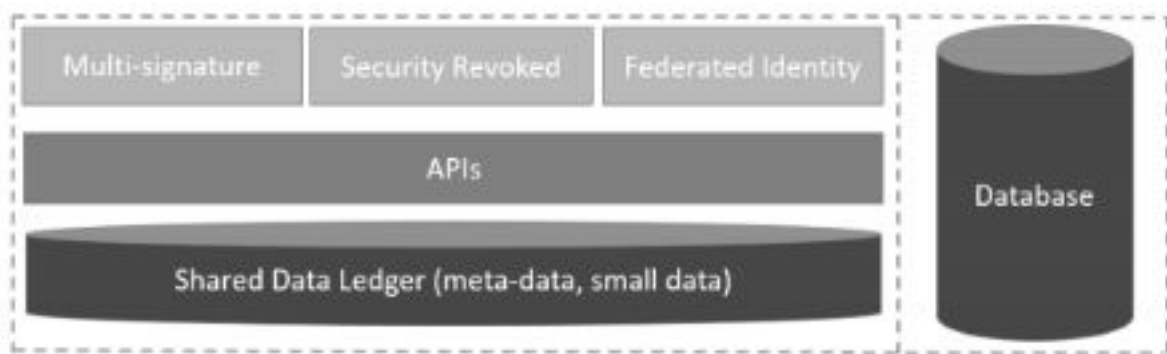 Multi-signature
Security Revoked
Federated Identity
APIs
Database
Shared Data Ledger (meta-data, small data)